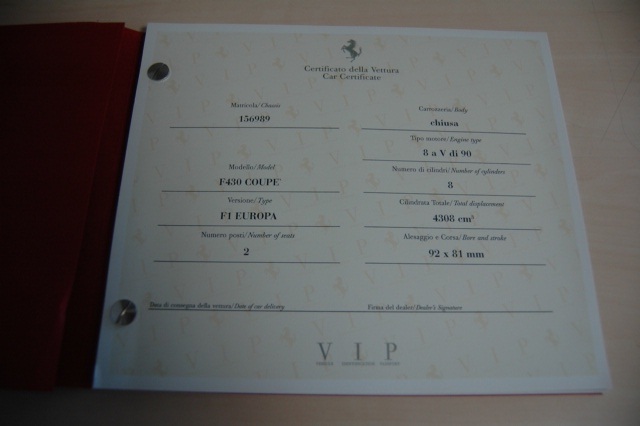 Certificato della Vettura
Car Certificate
Matricola/Chassis
156989
Modello/Model
F430 COUPE'
Versione/Type
F1 EUROPA
Numero posti/Number of seats
2
Carrozzeria/Body
chiusa
Tipo motore/Engine type
8 a V di 90
Numero di cilindri/Number of cylinders
8
Cilindrata Totale/Total displacement
4308 cm³
Alesaggio e Corsa/Bore and stroke
92 x 81 mm
Data di consegna della vettura/Date of car delivery
Firma del dealer/Dealer's Signature
V I P